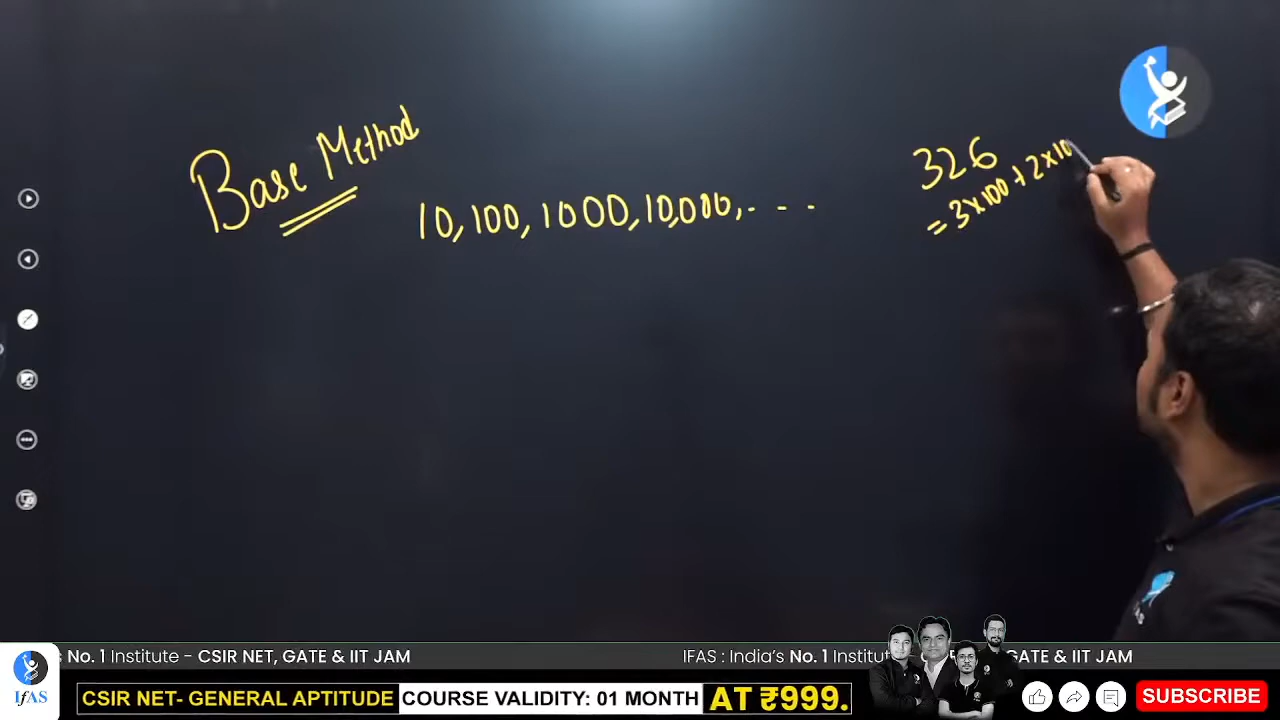 Base Method
10, 100, 1000, 10,000, . - - .
326
= 3×100 + 2×10
No. 1 Institute - CSIR NET, GATE & IIT JAM
IFAS : India's No. 1 GATE & IIT JAM
IFAS
CSIR NET- GENERAL APTITUDE COURSE VALIDITY: 01 MONTH AT ₹999.
SUBSCRIBE